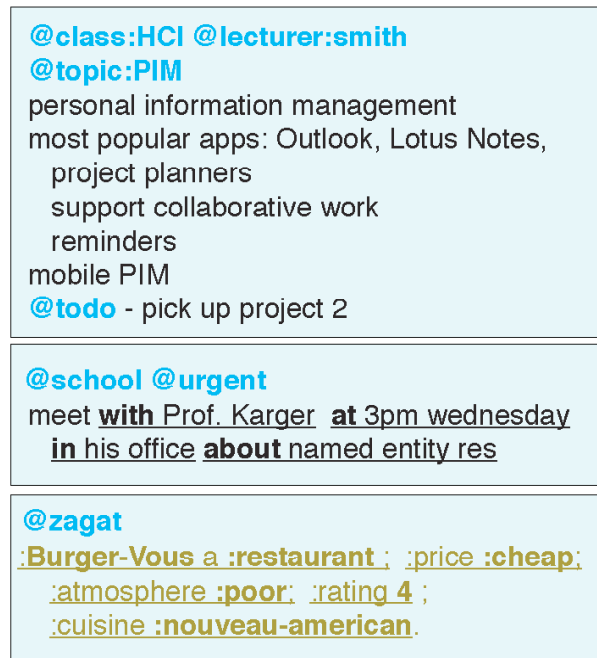 @class:HCI @lecturer:smith
@topic:PIM
personal information management
most popular apps: Outlook, Lotus Notes,
project planners
support collaborative work
reminders
mobile PIM
@todo - pick up project 2
@school @urgent
meet with Prof. Karger at 3pm wednesday
in his office about named entity res
@zagat
:Burger-Vous a :restaurant ; :price :cheap;
:atmosphere :poor; :rating 4 ;
:cuisine :nouveau-american.